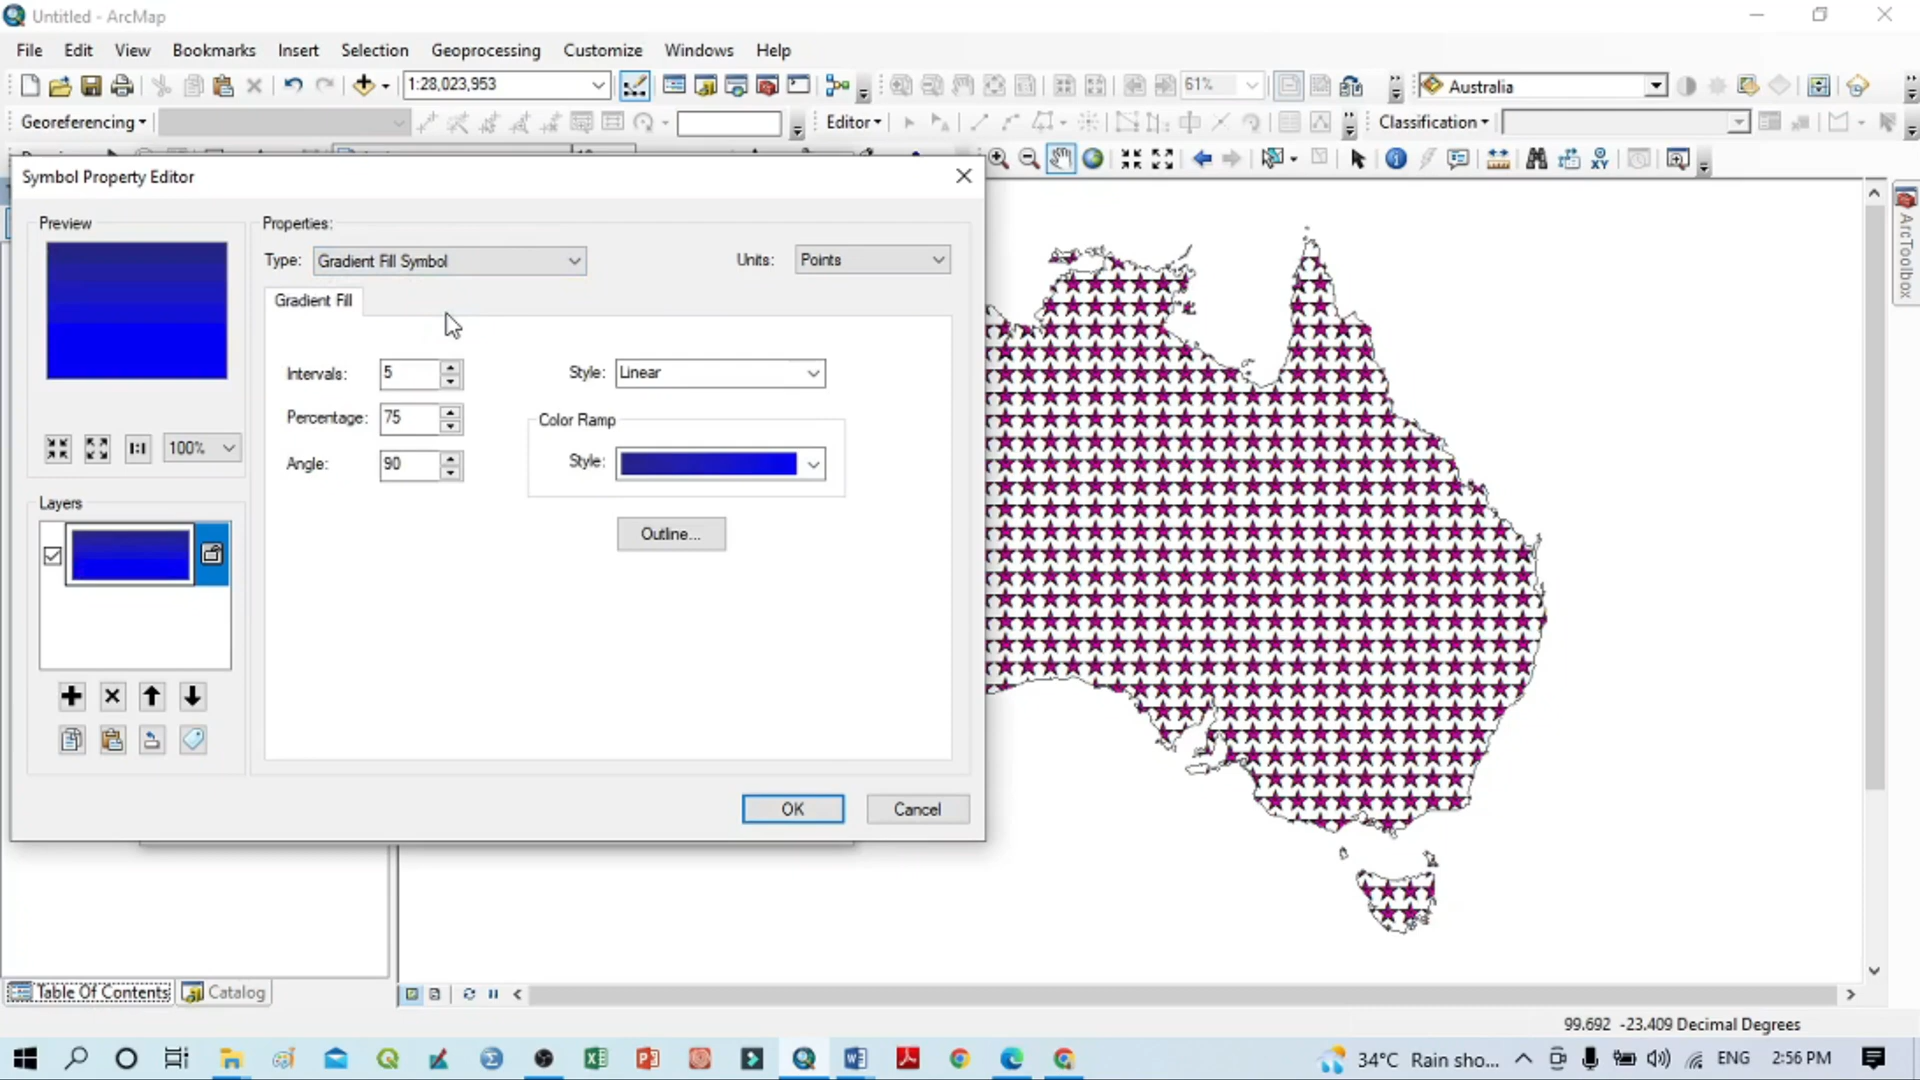 Untitled - ArcMap
File Edit View Bookmarks Insert Selection Geoprocessing Customize Windows Help
1:28,023,953 61% Australia
Georeferencing Editor Classification
Symbol Property Editor
Preview Properties:
Type: Gradient Fill Symbol Units: Points
Gradient Fill
Intervals: 5 Style: Linear
Percentage: 75 Color Ramp
Angle: 90 Style:
1:1 100%
Layers
Outline...
OK Cancel
ArcToolbox
Table Of Contents Catalog
99.692 -23.409 Decimal Degrees
34°C Rain sho... ENG 2:56 PM